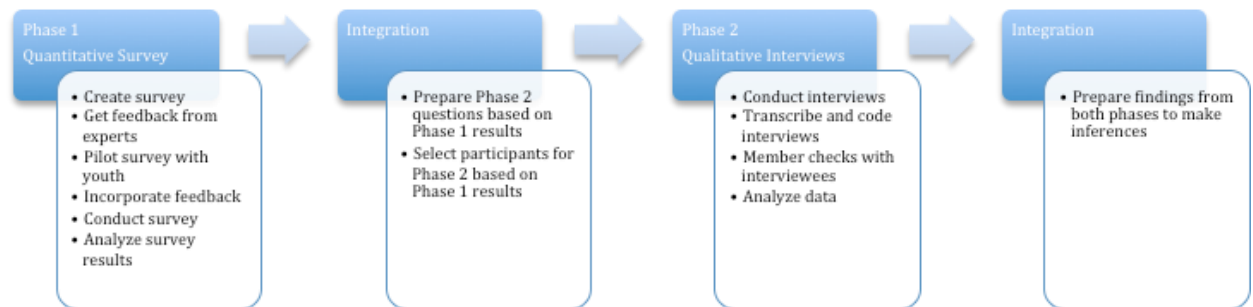 Phase 1
Quantitative Survey
• Create survey
• Get feedback from
experts
• Pilot survey with
youth
• Incorporate feedback
• Conduct survey
• Analyze survey
results
Integration
• Prepare Phase 2
questions based on
Phase 1 results
• Select participants for
Phase 2 based on
Phase 1 results
Phase 2
Qualitative Interviews
• Conduct interviews
• Transcribe and code
interviews
• Member checks with
interviewees
• Analyze data
Integration
• Prepare findings from
both phases to make
inferences